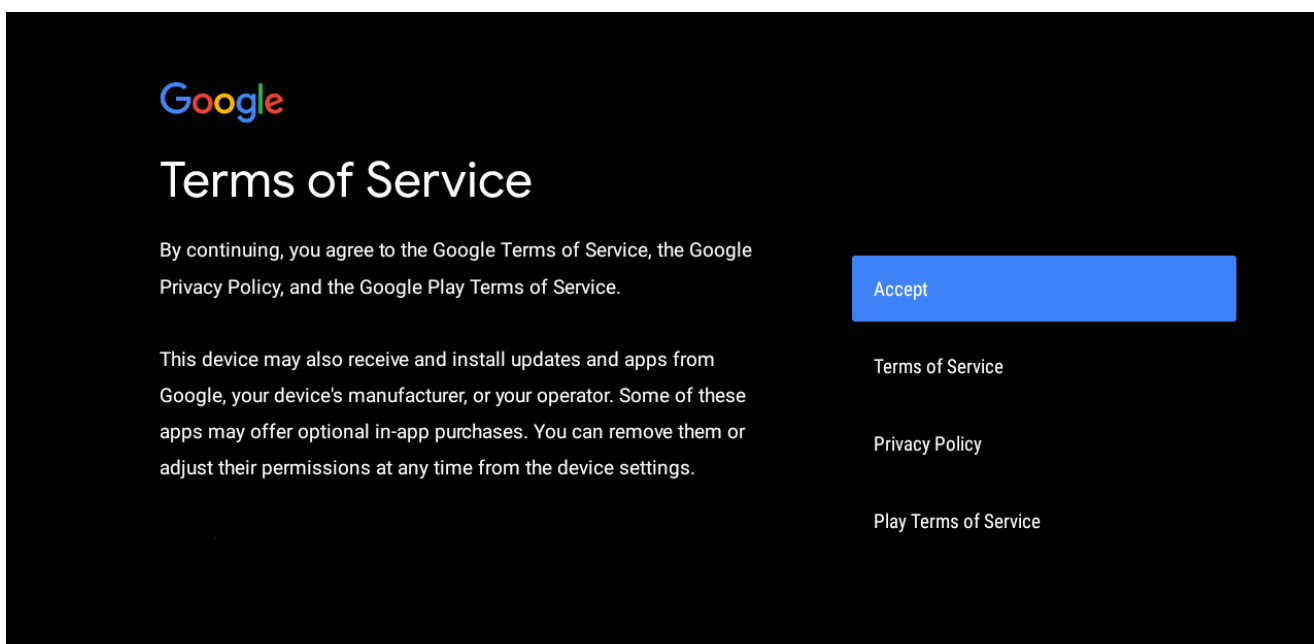 Google
Terms of Service
By continuing, you agree to the Google Terms of Service, the Google
Privacy Policy, and the Google Play Terms of Service.
This device may also receive and install updates and apps from
Google, your device's manufacturer, or your operator. Some of these
apps may offer optional in-app purchases. You can remove them or
adjust their permissions at any time from the device settings.
Accept
Terms of Service
Privacy Policy
Play Terms of Service